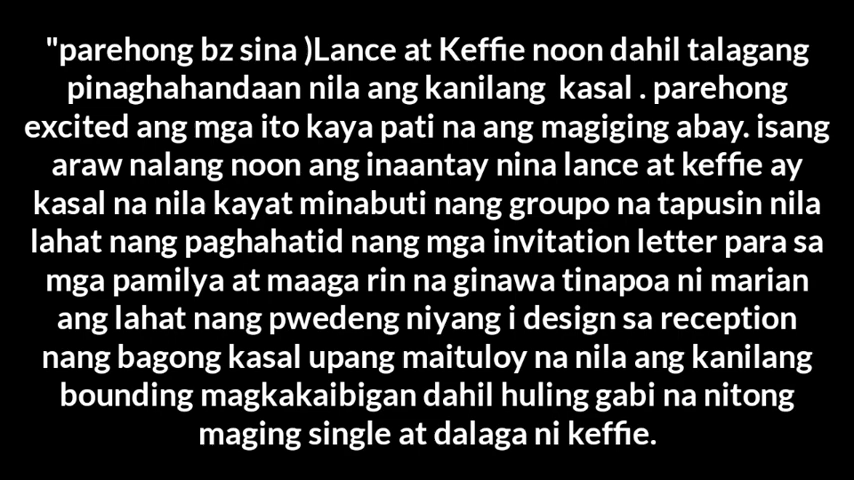 "parehong bz sina )Lance at Keffie noon dahil talagang
pinaghahandaan nila ang kanilang  kasal . parehong
excited ang mga ito kaya pati na ang magiging abay. isang
araw nalang noon ang inaantay nina lance at keffie ay
kasal na nila kayat minabuti nang groupo na tapusin nila
lahat nang paghahatid nang mga invitation letter para sa
mga pamilya at maaga rin na ginawa tinapoa ni marian
ang lahat nang pwedeng niyang i design sa reception
nang bagong kasal upang maituloy na nila ang kanilang
bounding magkakaibigan dahil huling gabi na nitong
maging single at dalaga ni keffie.